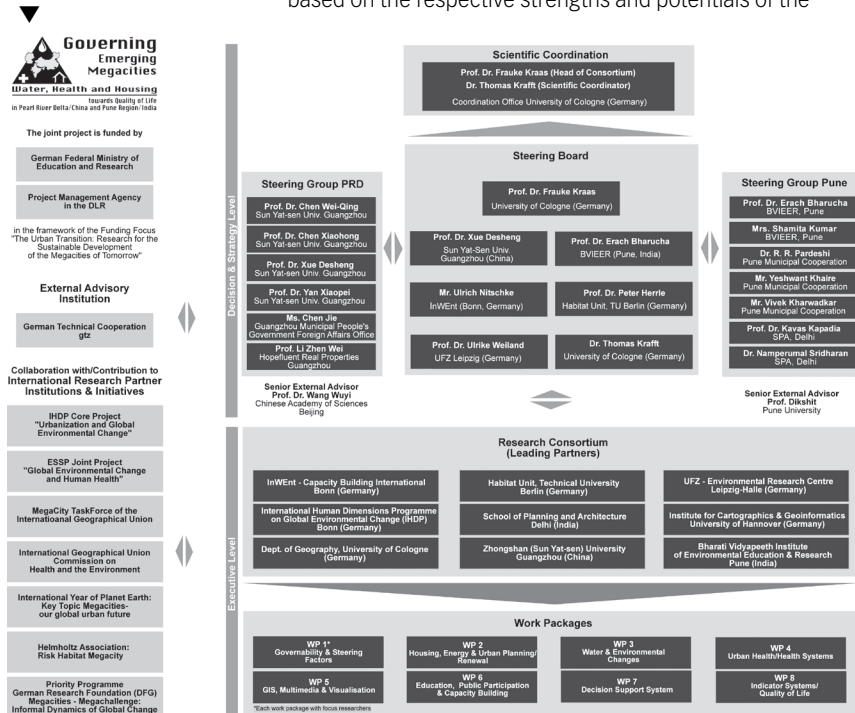 based on the respective strengths and potentials of the
Governing
Emerging
Megacities
Water, Health and Housing
towards Quality of Life
in Pearl River Delta/China and Pune Region/India
The joint project is funded by
German Federal Ministry of
Education and Research
Project Management Agency
in the DLR
in the framework of the Funding Focus
"The Urban Transition: Research for the
Sustainable Development
of the Megacities of Tomorrow"
External Advisory
Institution
German Technical Cooperation
gtz
Collaboration with/Contribution to
International Research Partner
Institutions & Initiatives
IHDP Core Project
"Urbanization and Global
Environmental Change"
ESSP Joint Project
"Global Environmental Change
and Human Health"
MegaCity TaskForce of the
Internatioanal Geographical Union
International Geographical Union
Commission on
Health and the Environment
International Year of Planet Earth:
Key Topic Megacities-
our global urban future
Helmholtz Association:
Risk Habitat Megacity
Priority Programme
German Research Foundation (DFG)
Megacities - Megachallenge:
Informal Dynamics of Global Change
Decision & Strategy Level
Scientific Coordination
Prof. Dr. Frauke Kraas (Head of Consortium)
Dr. Thomas Krafft (Scientific Coordinator)
Coordination Office University of Cologne (Germany)
Steering Group PRD
Prof. Dr. Chen Wei-Qing
Sun Yat-sen Univ. Guangzhou
Prof. Dr. Chen Xiaohong
Sun Yat-sen Univ. Guangzhou
Prof. Dr. Xue Desheng
Sun Yat-sen Univ. Guangzhou
Prof. Dr. Yan Xiaopei
Sun Yat-sen Univ. Guangzhou
Ms. Chen Jie
Guangzhou Municipal People's
Government Foreign Affairs Office
Prof. Li Zhen Wei
Hopefluent Real Properties
Guangzhou
Senior External Advisor
Prof. Dr. Wang Wuyi
Chinese Academy of Sciences
Beijing
Steering Board
Prof. Dr. Frauke Kraas
University of Cologne (Germany)
Prof. Dr. Xue Desheng
Sun Yat-Sen Univ.
Guangzhou (China)
Prof. Dr. Erach Bharucha
BVIEER (Pune, India)
Mr. Ulrich Nitschke
InWEnt (Bonn, Germany)
Prof. Dr. Peter Herrle
Habitat Unit, TU Berlin (Germany)
Prof. Dr. Ulrike Weiland
UFZ Leipzig (Germany)
Dr. Thomas Krafft
University of Cologne (Germany)
Steering Group Pune
Prof. Dr. Erach Bharucha
BVIEER, Pune
Mrs. Shamita Kumar
BVIEER, Pune
Dr. R. R. Pardeshi
Pune Municipal Cooperation
Mr. Yeshwant Khaire
Pune Municipal Cooperation
Mr. Vivek Kharwadkar
Pune Municipal Cooperation
Prof. Dr. Kavas Kapadia
SPA, Delhi
Dr. Namperumal Sridharan
SPA, Delhi
Senior External Advisor
Prof. Dikshit
Pune University
Executive Level
Research Consortium
(Leading Partners)
InWEnt - Capacity Building International
Bonn (Germany)
Habitat Unit, Technical University
Berlin (Germany)
UFZ - Environmental Research Centre
Leipzig-Halle (Germany)
International Human Dimensions Programme
on Global Environmental Change (IHDP)
Bonn (Germany)
School of Planning and Architecture
Delhi (India)
Institute for Cartographics & Geoinformatics
University of Hannover (Germany)
Dept. of Geography, University of Cologne
(Germany)
Zhongshan (Sun Yat-sen) University
Guangzhou (China)
Bharati Vidyapeeth Institute
of Environmental Education & Research
Pune (India)
Work Packages
WP 1*
Governability & Steering
Factors
WP 2
Housing, Energy & Urban Planning/
Renewal
WP 3
Water & Environmental
Changes
WP 4
Urban Health/Health Systems
WP 5
GIS, Multimedia & Visualisation
WP 6
Education, Public Participation
& Capacity Building
WP 7
Decision Support System
WP 8
Indicator Systems/
Quality of Life
*Each work package with focus researchers